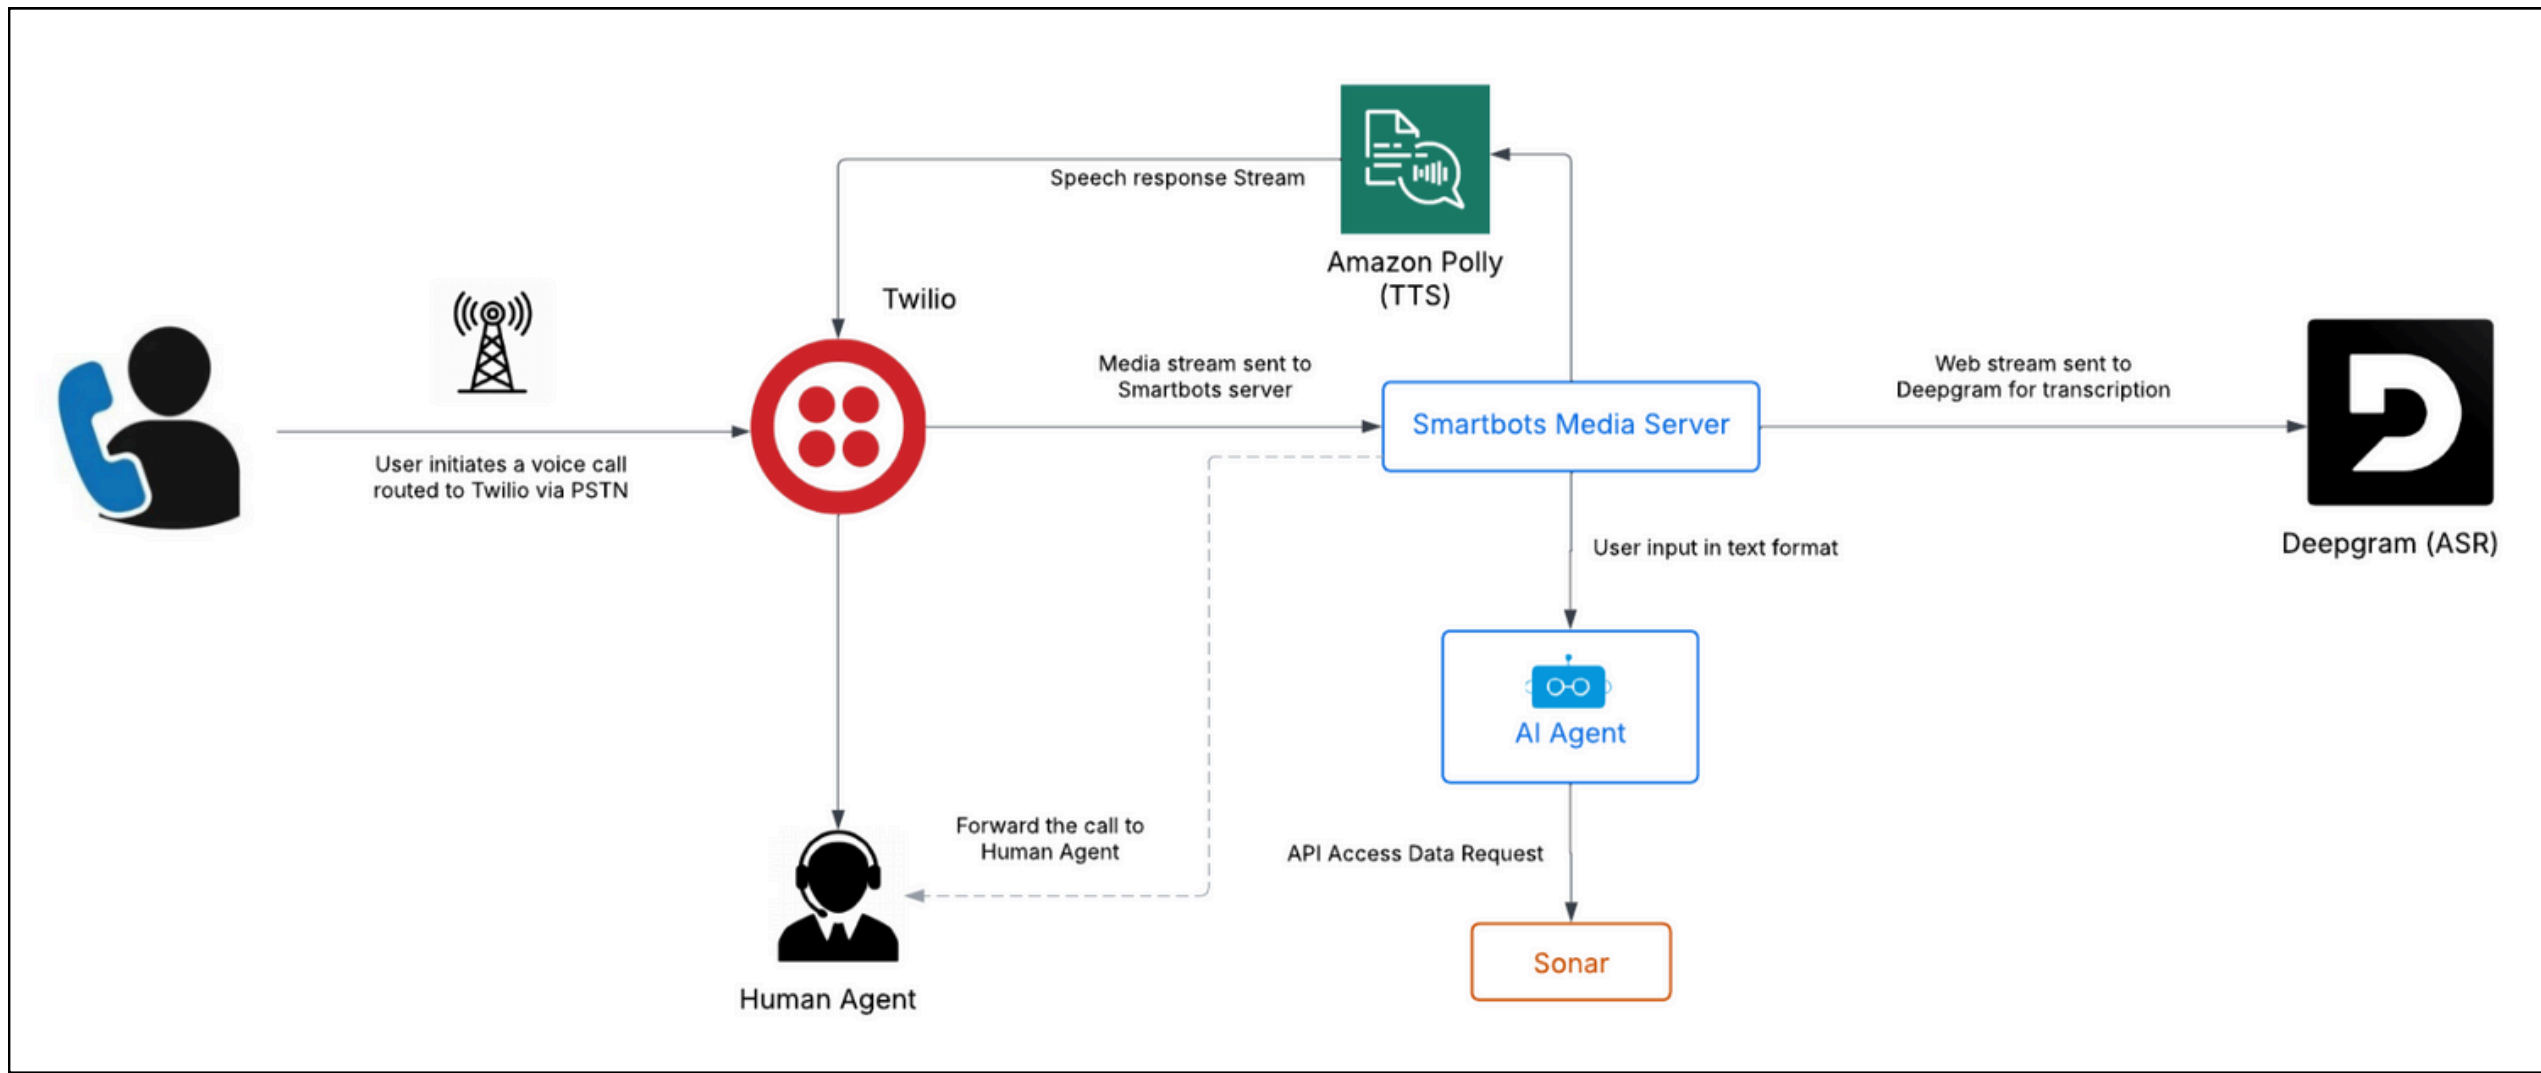 Speech response Stream
Amazon Polly
(TTS)
Twilio
Media stream sent to
Smartbots server
Web stream sent to
Deepgram for transcription
Smartbots Media Server
User initiates a voice call
routed to Twilio via PSTN
User input in text format
Deepgram (ASR)
AI Agent
Forward the call to
Human Agent
API Access Data Request
Sonar
Human Agent